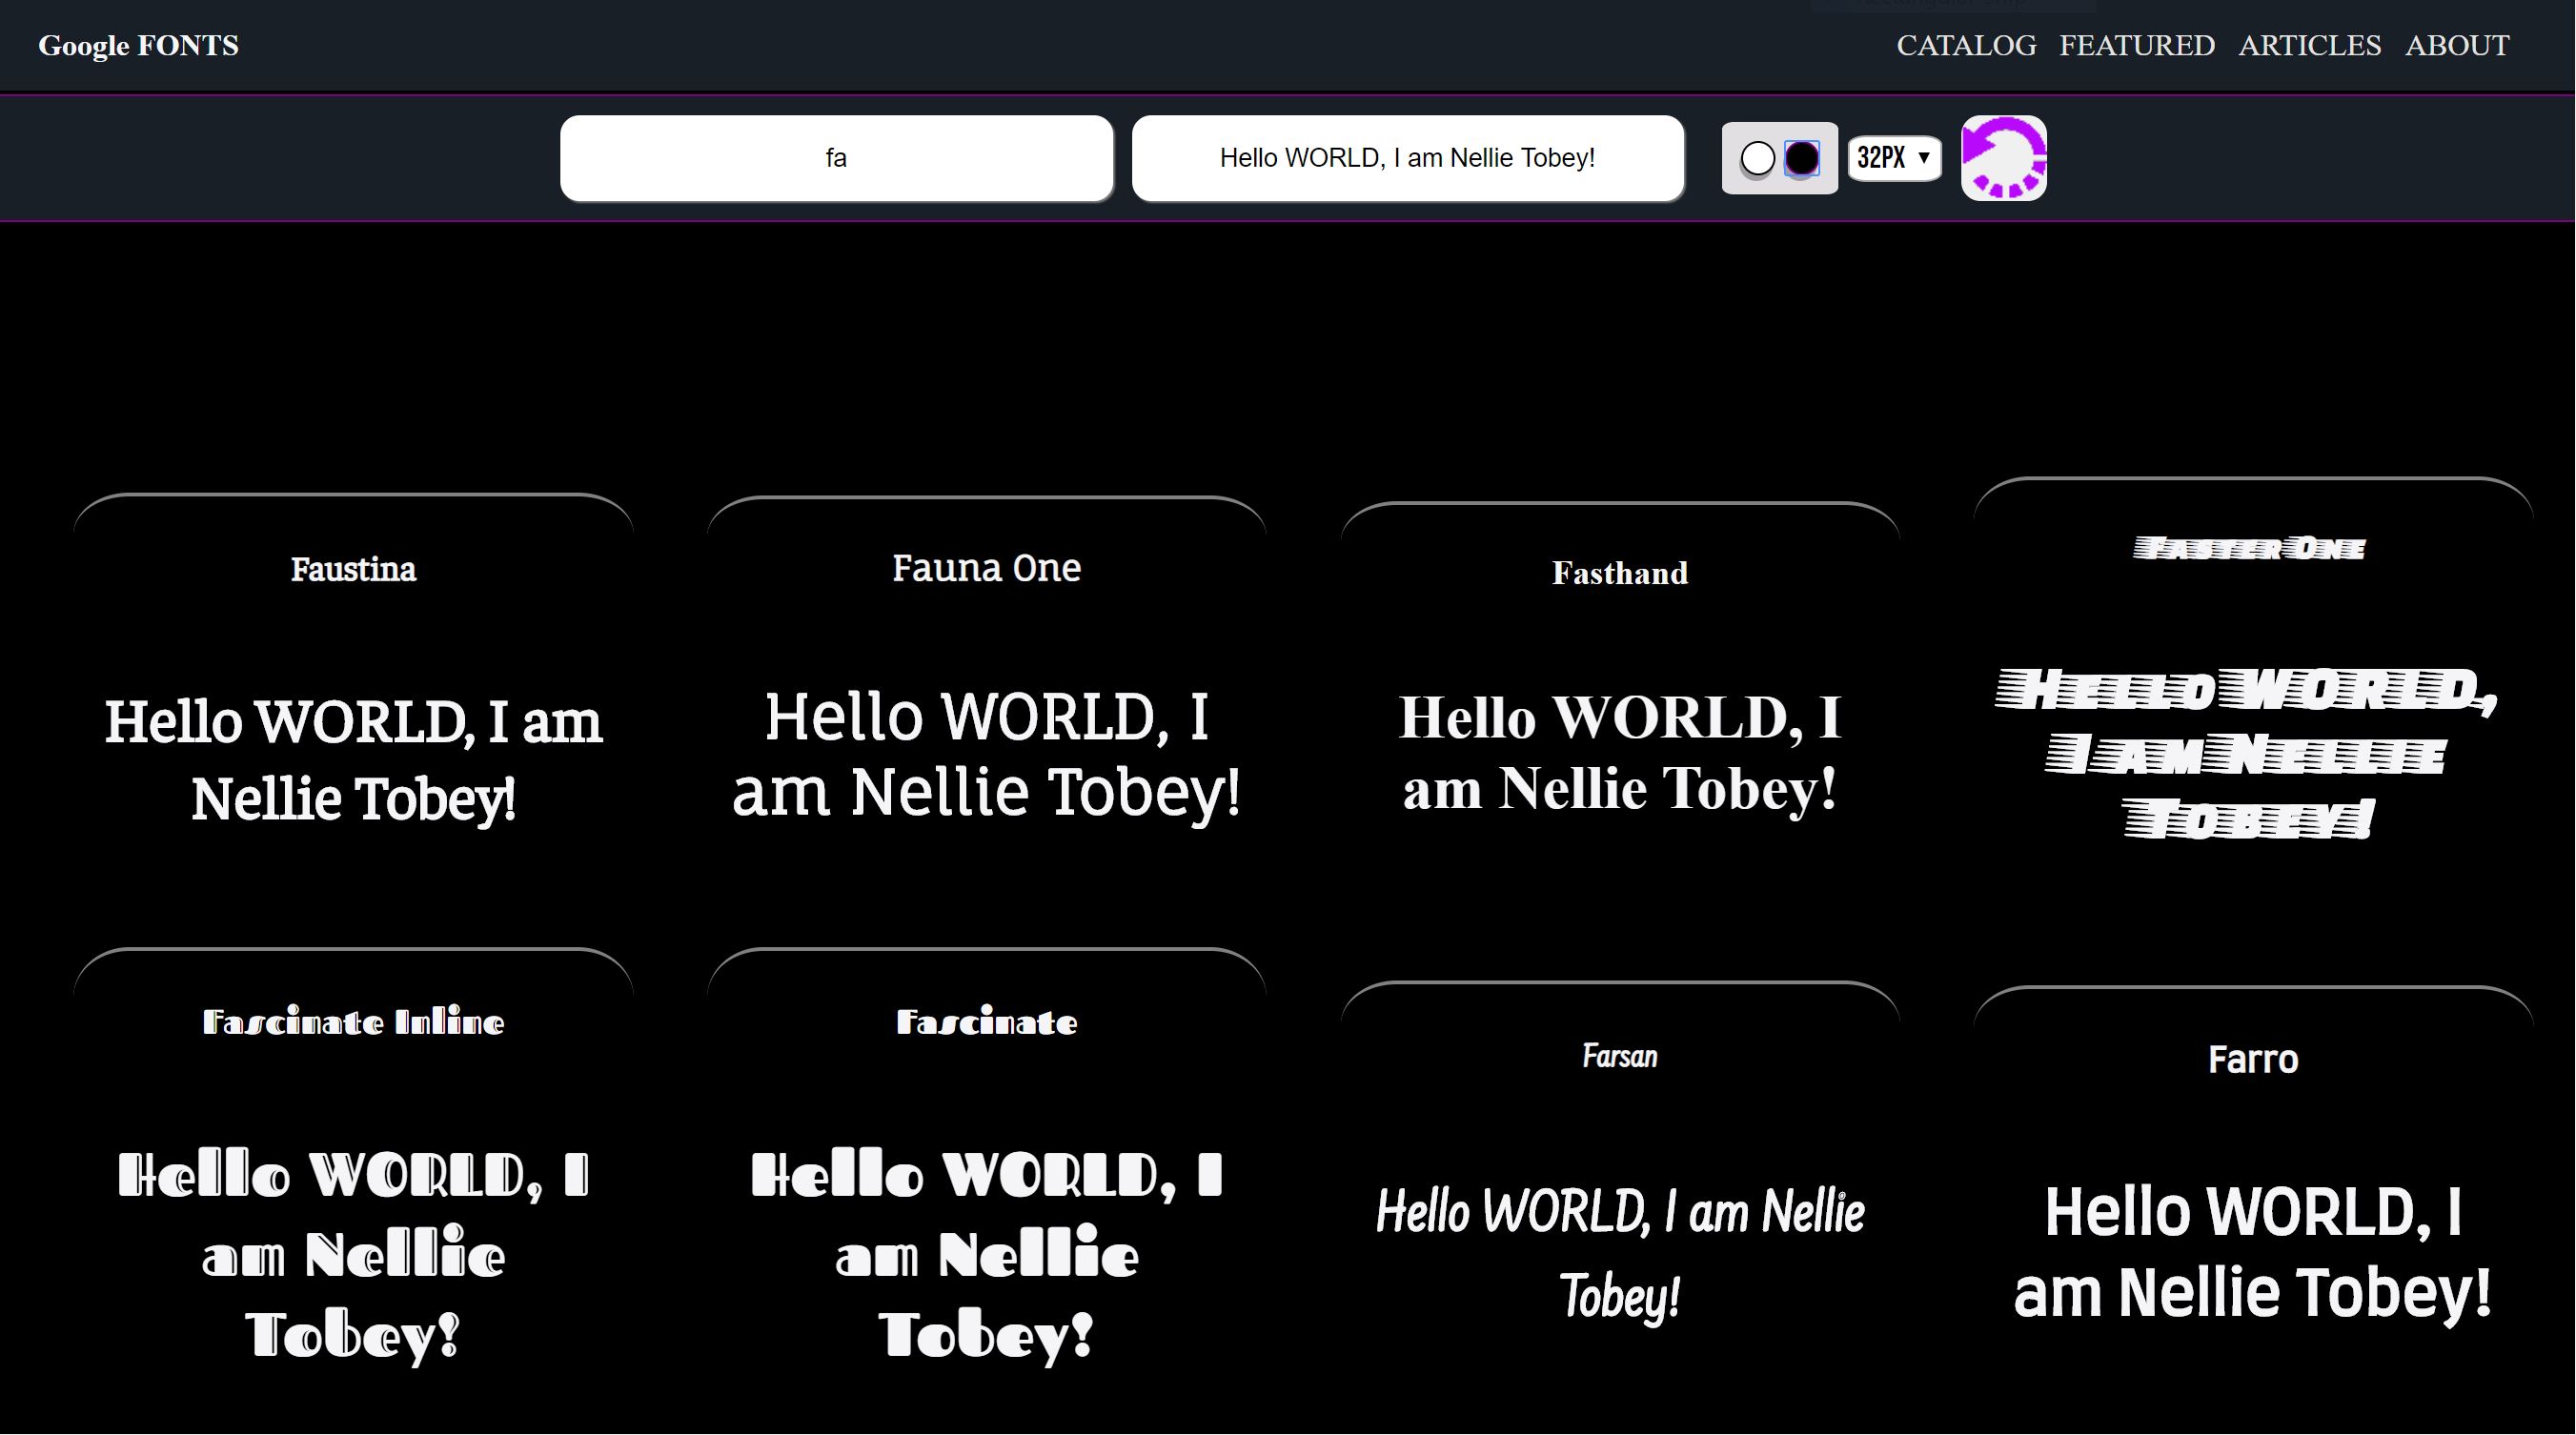 Google FONTS
CATALOG FEATURED ARTICLES ABOUT
fa
Hello WORLD, I am Nellie Tobey!
32PX
Faustina
Hello WORLD, I am
Nellie Tobey!
Fauna One
Hello WORLD, I
am Nellie Tobey!
Fasthand
Hello WORLD, I
am Nellie Tobey!
Faster One
Hello WORLD,
I am Nellie
Tobey!
Fascinate Inline
Hello WORLD, I
am Nellie
Tobey!
Fascinate
Hello WORLD, I
am Nellie
Tobey!
Farsan
Hello WORLD, I am Nellie
Tobey!
Farro
Hello WORLD, I
am Nellie Tobey!